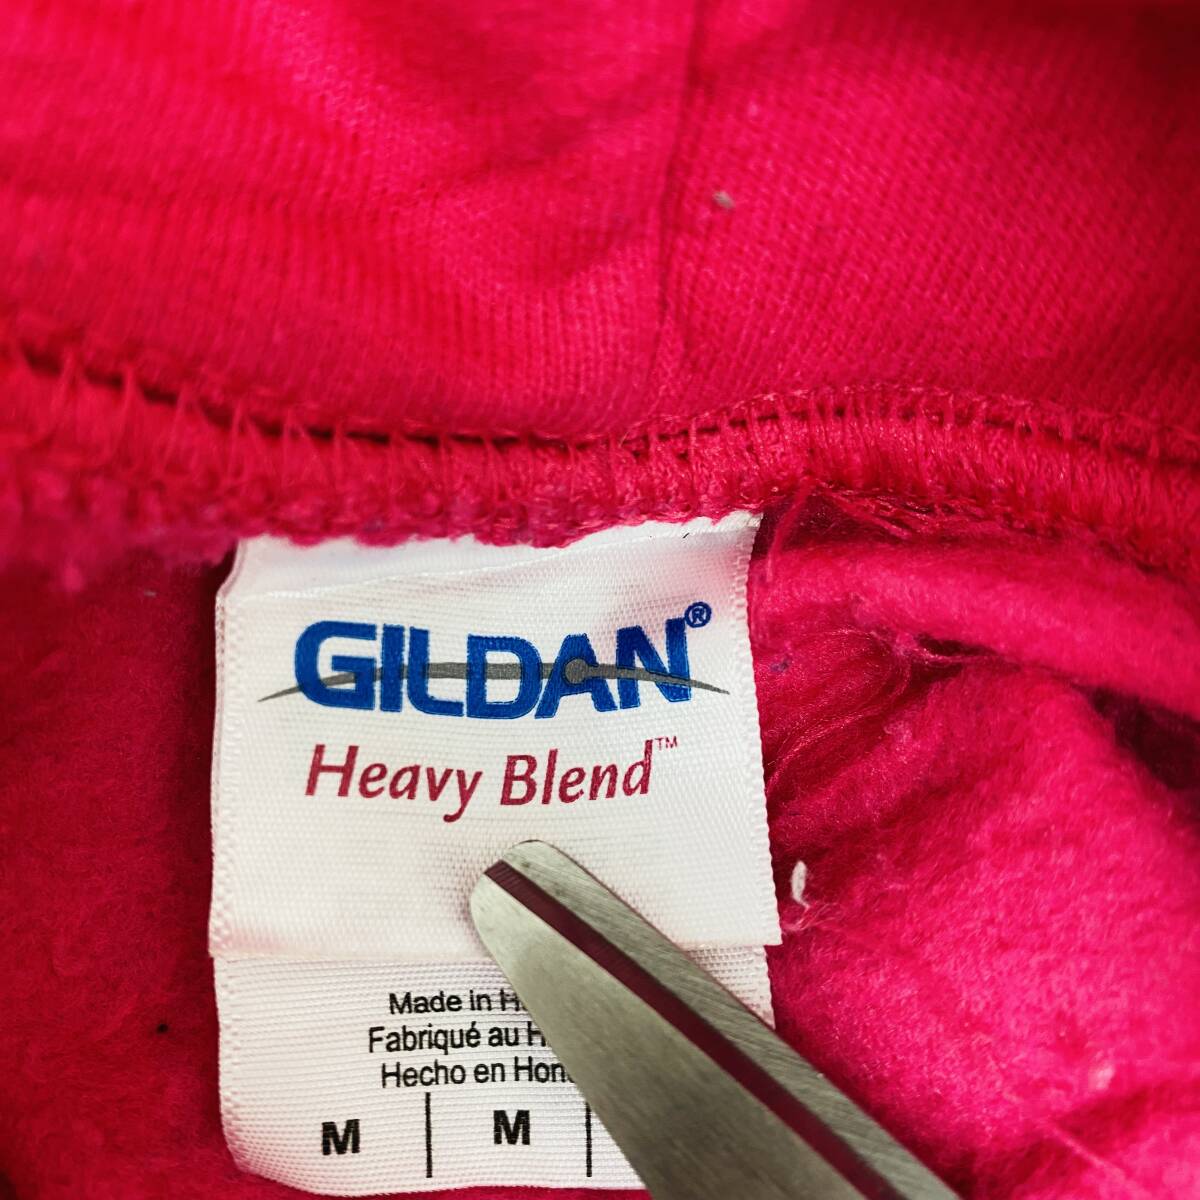 GILDAN®
Heavy Blend™
Made in
Fabriqué au
Hecho en
M | M |